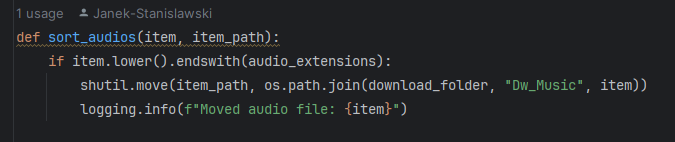 1 usage Janek-Stanislawski
def sort_audios(item, item_path):
    if item.lower().endswith(audio_extensions):
        shutil.move(item_path, os.path.join(download_folder, "Dw_Music", item))
        logging.info(f"Moved audio file: {item}")